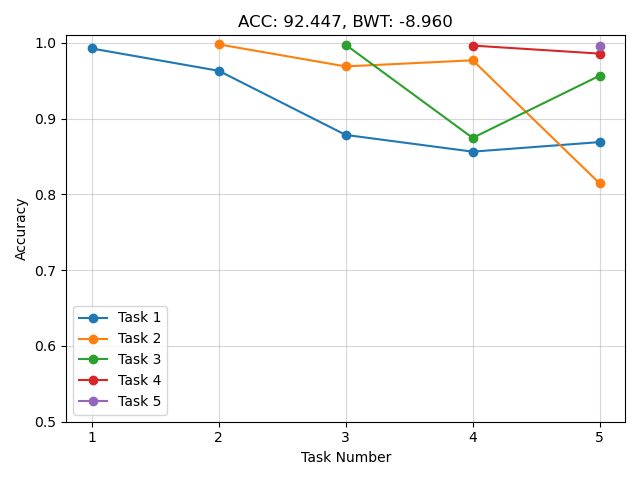 ACC: 92.447, BWT: -8.960
1.0
0.9
0.8
0.7
0.6
0.5
Accuracy
Task 1
Task 2
Task 3
Task 4
Task 5
1 2 3 4 5
Task Number